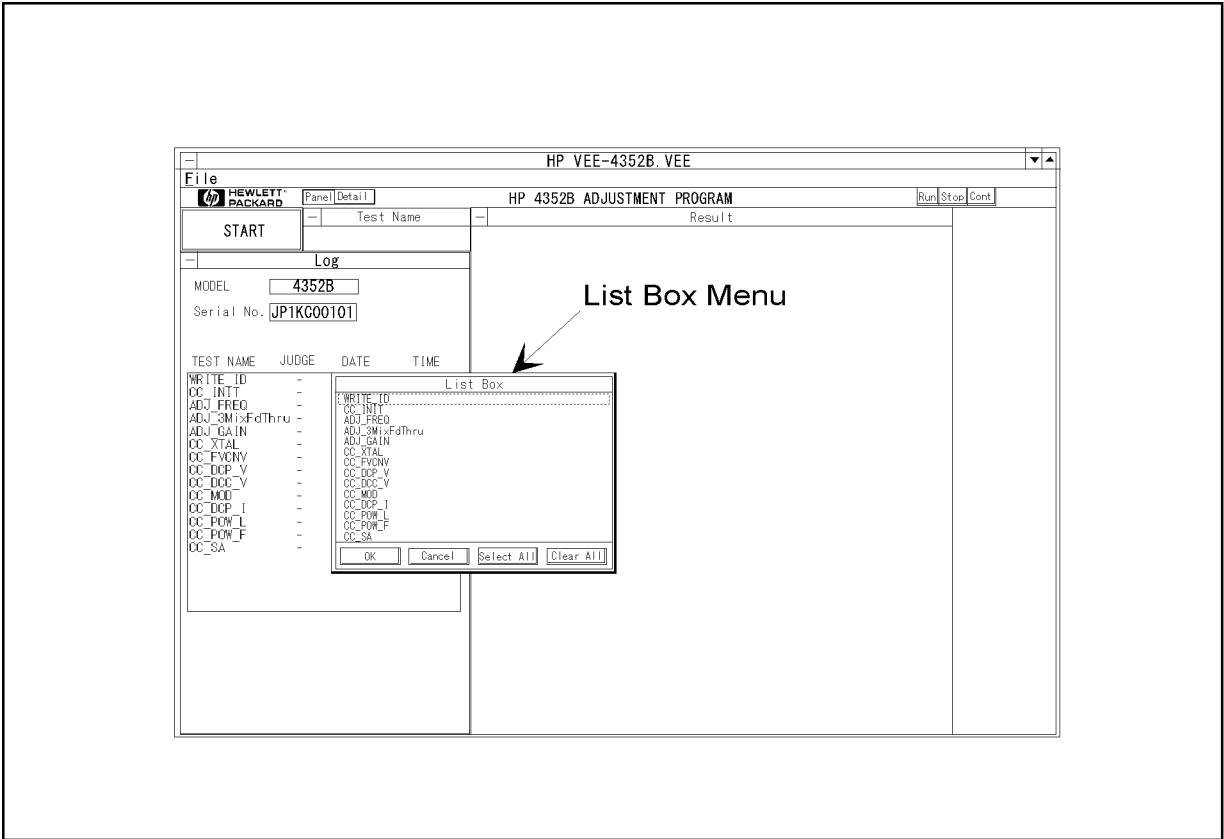 HP VEE-4352B.VEE
File
hp HEWLETT PACKARD Panel Detail HP 4352B ADJUSTMENT PROGRAM Run Stop Cont
START Test Name Result
Log
MODEL 4352B
Serial No. JP1KC00101
List Box Menu
TEST NAME JUDGE DATE TIME
WRITE_ID -
CC_INIT -
ADJ_FREQ -
ADJ_3MixFdThru -
ADJ_GAIN -
CC_XTAL -
CC_FVCNV -
CC_DCP_V -
CC_DCC_V -
CC_MOD -
CC_DCP_I -
CC_POW_L -
CC_POW_F -
CC_SA -
List Box
WRITE_ID
CC_INIT
ADJ_FREQ
ADJ_3MixFdThru
ADJ_GAIN
CC_XTAL
CC_FVCNV
CC_DCP_V
CC_DCC_V
CC_MOD
CC_DCP_I
CC_POW_L
CC_POW_F
CC_SA
OK Cancel Select All Clear All